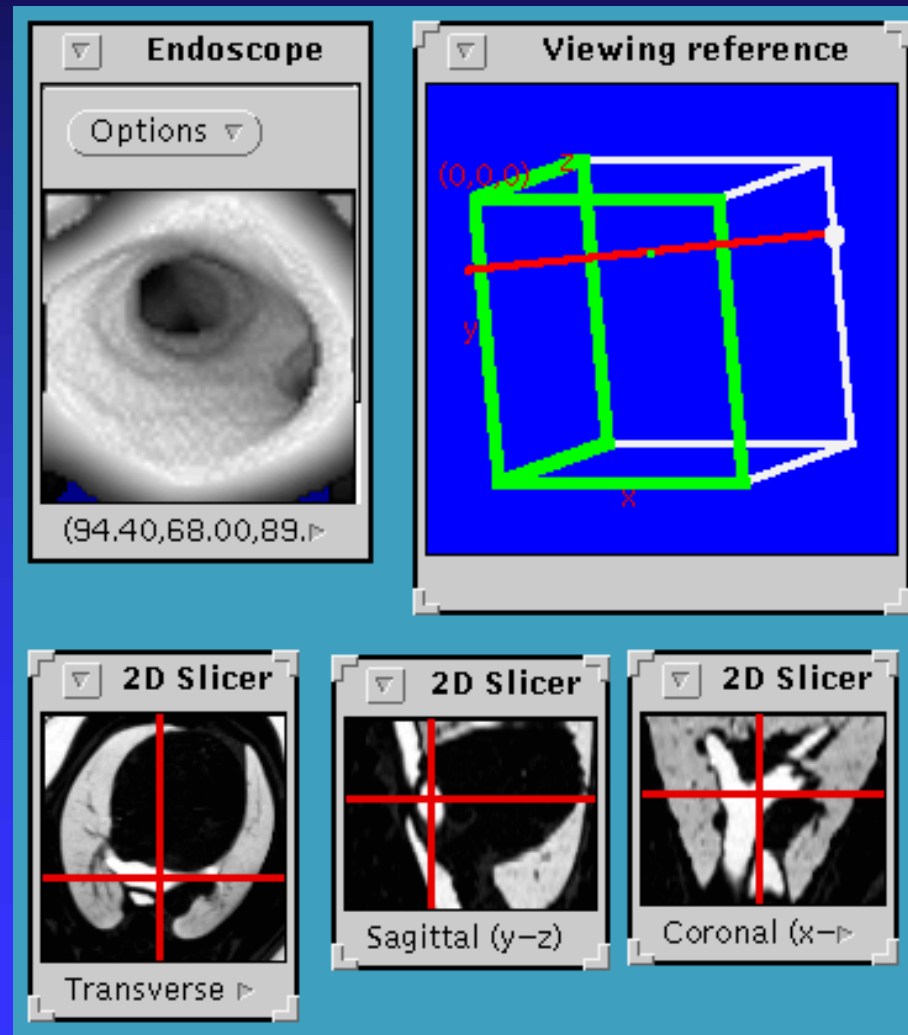 Endoscope
Options
(94.40,68.00,89.
Viewing reference
(0,0,0)
z
y
x
2D Slicer
Transverse
2D Slicer
Sagittal (y-z)
2D Slicer
Coronal (x-